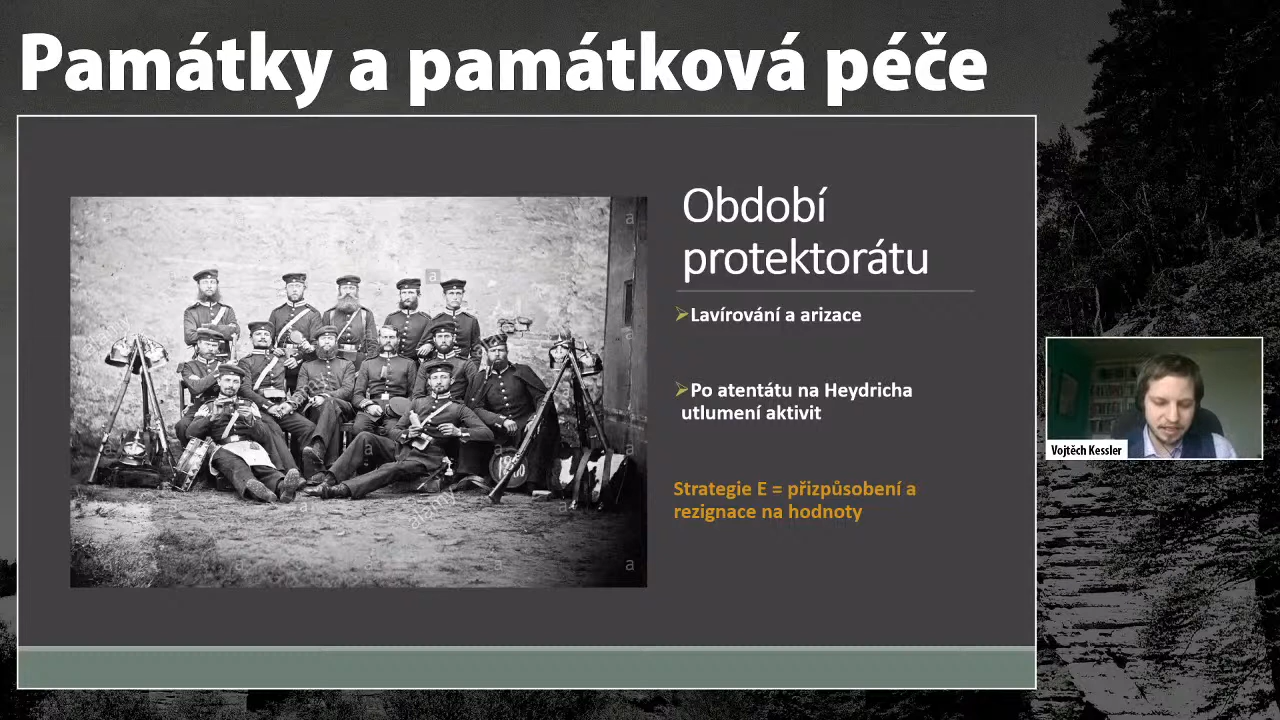 Památky a památková péče
Období
protektorátu
Lavírování a arizace
Po atentátu na Heydricha
utlumení aktivit
Strategie E = přizpůsobení a
rezignace na hodnoty
Vojtěch Kessler
alamy
a